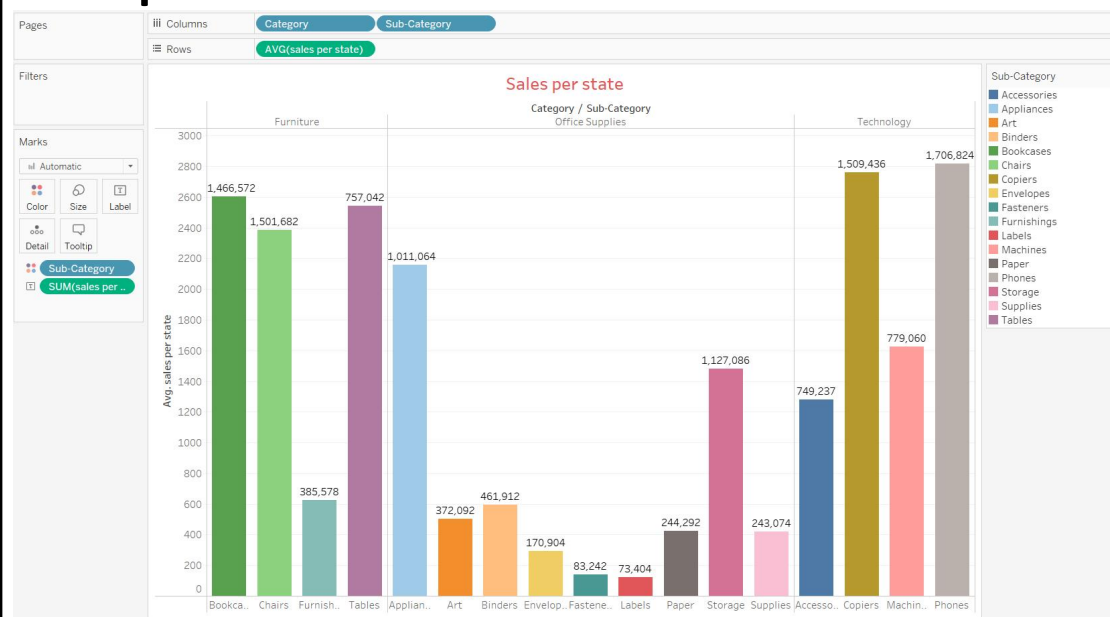 Pages
Columns
Category
Sub-Category
Rows
AVG(sales per state)
Filters
Marks
Automatic
Color
Size
Label
Detail
Tooltip
Sub-Category
SUM(sales per ..
Sales per state
Category / Sub-Category
Furniture
Office Supplies
Technology
Avg. sales per state
3000
2800
2600
2400
2200
2000
1800
1600
1400
1200
1000
800
600
400
200
0
1,466,572
1,501,682
385,578
757,042
1,011,064
372,092
461,912
170,904
83,242
73,404
244,292
1,127,086
243,074
749,237
1,509,436
779,060
1,706,824
Bookca..
Chairs
Furnish..
Tables
Applian..
Art
Binders
Envelop..
Fastene..
Labels
Paper
Storage
Supplies
Accesso..
Copiers
Machin..
Phones
Sub-Category
Accessories
Appliances
Art
Binders
Bookcases
Chairs
Copiers
Envelopes
Fasteners
Furnishings
Labels
Machines
Paper
Phones
Storage
Supplies
Tables